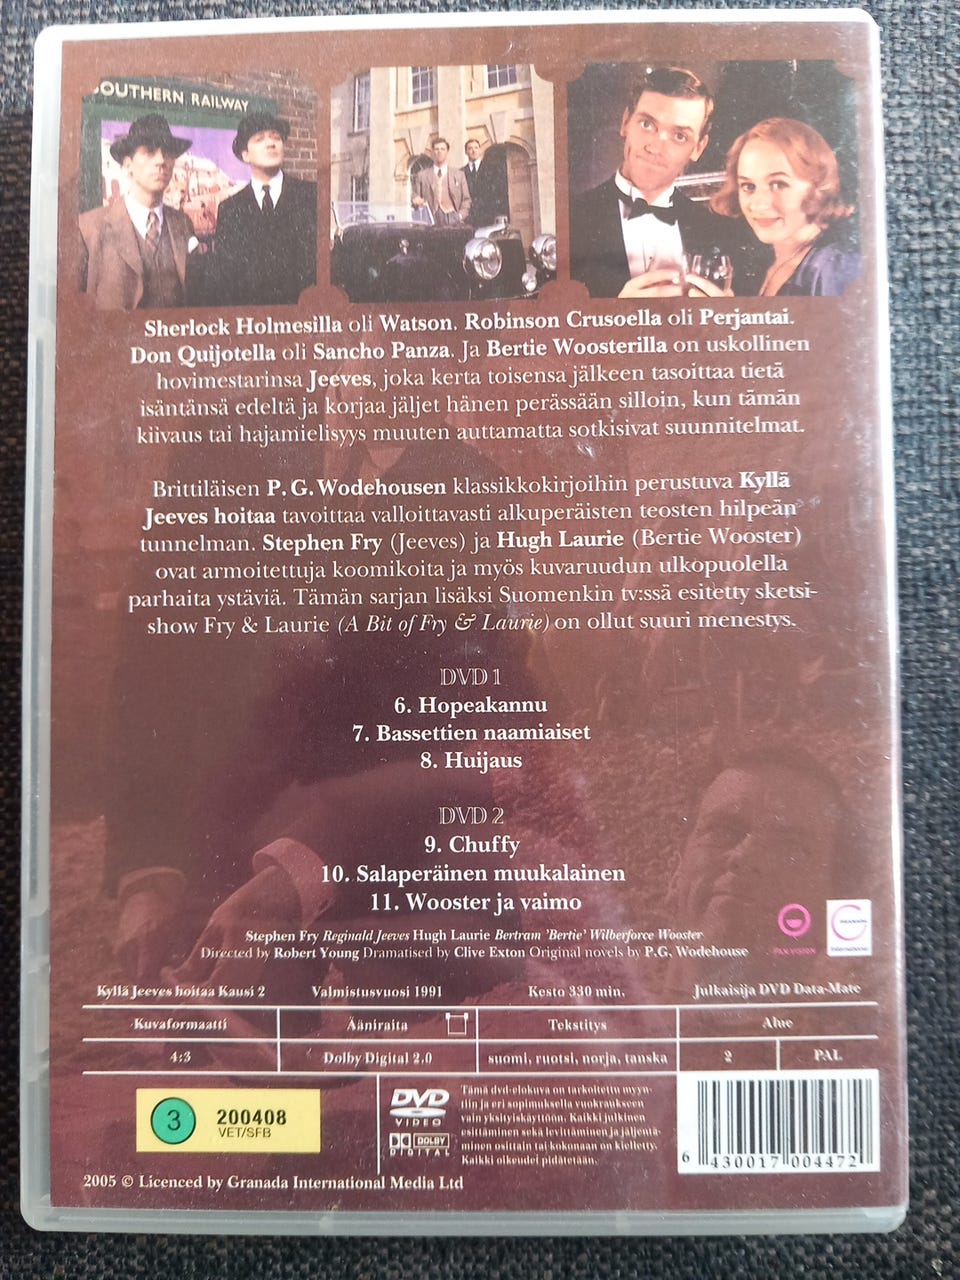 SOUTHERN RAILWAY
Sherlock Holmesilla oli Watson. Robinson Crusoella oli Perjantai.
Don Quijotella oli Sancho Panza. Ja Bertie Woosterilla on uskollinen
hovimestarinsa Jeeves, joka kerta toisensa jälkeen tasoittaa tietä
isäntänsä edeltä ja korjaa jäljet hänen perässään silloin, kun tämän
kiivaus tai hajamielisyys muuten auttamatta sotkisivat suunnitelmat.
Brittiläisen P.G.Wodehousen klassikkokirjoihin perustuva Kyllä
Jeeves hoitaa tavoittaa valloittavasti alkuperäisten teosten hilpeän
tunnelman. Stephen Fry (Jeeves) ja Hugh Laurie (Bertie Wooster)
ovat armoitettuja koomikoita ja myös kuvaruudun ulkopuolella
parhaita ystäviä. Tämän sarjan lisäksi Suomenkin tv:ssä esitetty sketsi-
show Fry & Laurie (A Bit of Fry & Laurie) on ollut suuri menestys.
DVD 1
6. Hopeakannu
7. Bassettien naamiaiset
8. Huijaus
DVD 2
9. Chuffy
10. Salaperäinen muukalainen
11. Wooster ja vaimo
Stephen Fry Reginald Jeeves Hugh Laurie Bertram 'Bertie' Wilberforce Wooster
Directed by Robert Young Dramatised by Clive Exton Original novels by P.G. Wodehouse
PAN VISION
GRANADA International
Kyllä Jeeves hoitaa Kausi 2 Valmistusvuosi 1991 Kesto 330 min. Julkaisija DVD Data-Mate
Kuvaformaatti Ääniraita Tekstitys Alue
4:3 Dolby Digital 2.0 suomi, ruotsi, norja, tanska 2 PAL
3 200408
VET/SFB
DVD
VIDEO
DOLBY
DIGITAL
Tämä dvd-elokuva on tarkoitettu myyn-
tiin ja eri sopimuksella vuokraukseen
vain yksityiskäyttöön. Kaikki julkinen
esittäminen sekä levittäminen ja jäljentä-
minen osittain tai kokonaan on kielletty.
Kaikki oikeudet pidätetään.
6 430017 004472
2005 © Licenced by Granada International Media Ltd